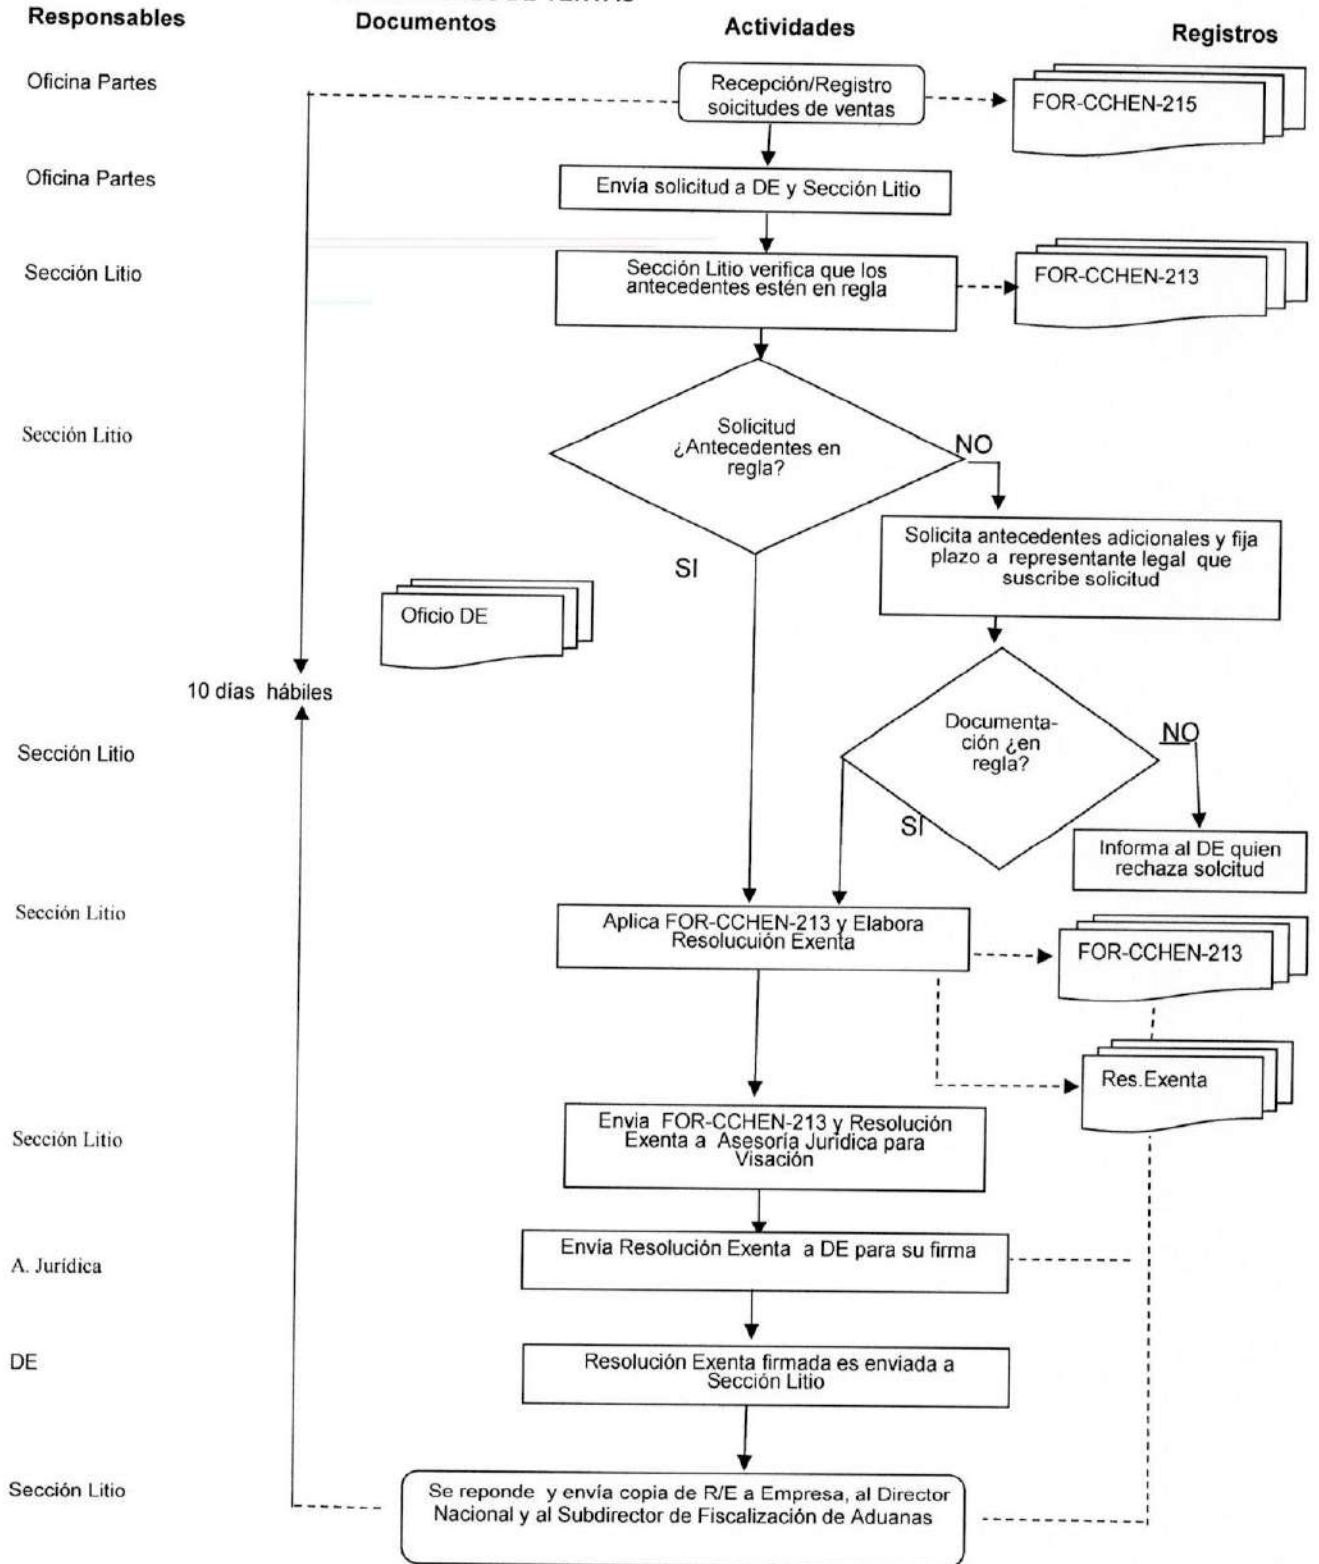 Responsables
Documentos
Actividades
Registros
Oficina Partes
Recepción/Registro
soicitudes de ventas
FOR-CCHEN-215
Oficina Partes
Envía solicitud a DE y Sección Litio
Sección Litio
Sección Litio verifica que los
antecedentes estén en regla
FOR-CCHEN-213
Sección Litio
Solicitud
¿Antecedentes en
regla?
NO
SI
Solicita antecedentes adicionales y fija
plazo a representante legal que
suscribe solicitud
Oficio DE
10 días hábiles
Sección Litio
Documenta-
ción ¿en
regla?
NO
SI
Informa al DE quien
rechaza solcitud
Sección Litio
Aplica FOR-CCHEN-213 y Elabora
Resolucuión Exenta
FOR-CCHEN-213
Res.Exenta
Sección Litio
Envia FOR-CCHEN-213 y Resolución
Exenta a Asesoría Jurídica para
Visación
A. Jurídica
Envía Resolución Exenta a DE para su firma
DE
Resolución Exenta firmada es enviada a
Sección Litio
Sección Litio
Se reponde y envía copia de R/E a Empresa, al Director
Nacional y al Subdirector de Fiscalización de Aduanas